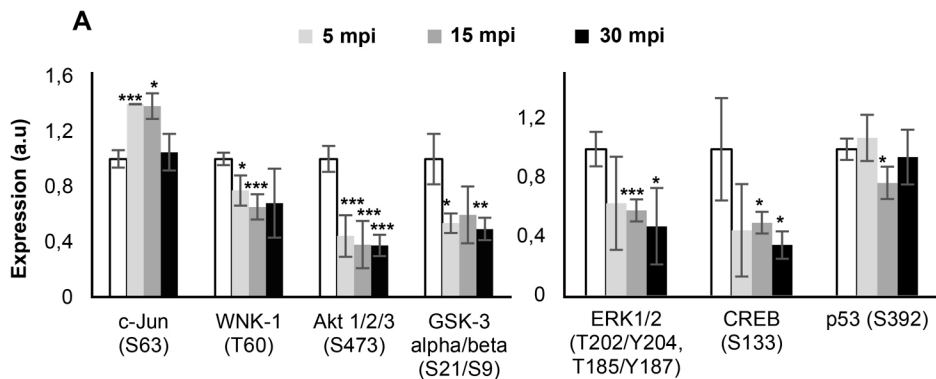 A
5 mpi 15 mpi 30 mpi
Expression (a.u)
1,6
1,2
0,8
0,4
0
*** *
* ***
*** *** ***
* **
c-Jun
(S63)
WNK-1
(T60)
Akt 1/2/3
(S473)
GSK-3
alpha/beta
(S21/S9)
1,2
0,8
0,4
0
*** *
* *
*
ERK1/2
(T202/Y204,
T185/Y187)
CREB
(S133)
p53 (S392)